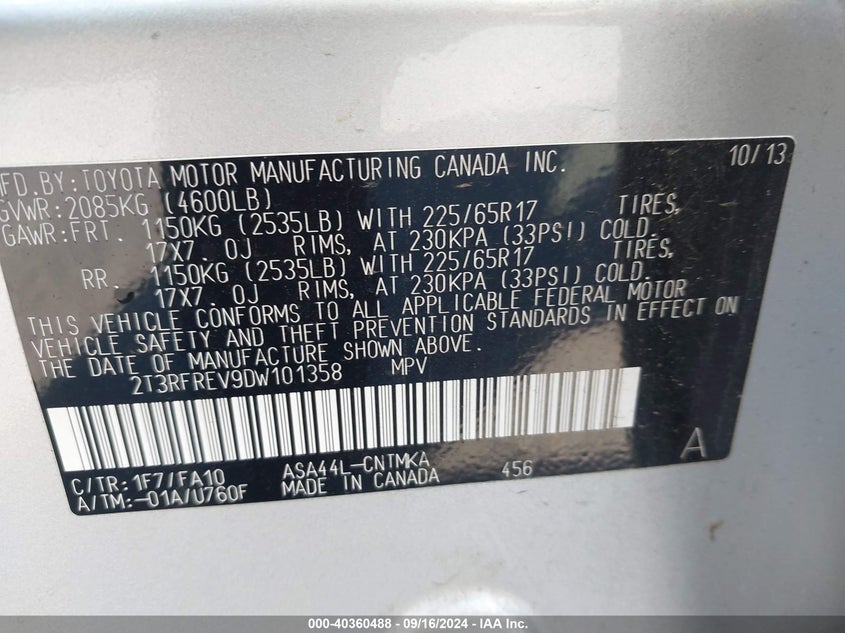 MFD.BY:TOYOTA MOTOR MANUFACTURING CANADA INC. 10/13
GVWR:2085KG (4600LB)
GAWR:FRT. 1150KG (2535LB) WITH 225/65R17 TIRES,
17X7. 0J RIMS, AT 230KPA (33PSI) COLD.
RR. 1150KG (2535LB) WITH 225/65R17 TIRES,
17X7. 0J RIMS, AT 230KPA (33PSI) COLD.
THIS VEHICLE CONFORMS TO ALL APPLICABLE FEDERAL MOTOR
VEHICLE SAFETY AND THEFT PREVENTION STANDARDS IN EFFECT ON
THE DATE OF MANUFACTURE SHOWN ABOVE.
2T3RFREV9DW101358 MPV
C/TR:1F7/FA10 ASA44L-CNTMKA 456 A
A/TM:-01A/U760F MADE IN CANADA
000-40360488 - 09/16/2024 - IAA Inc.